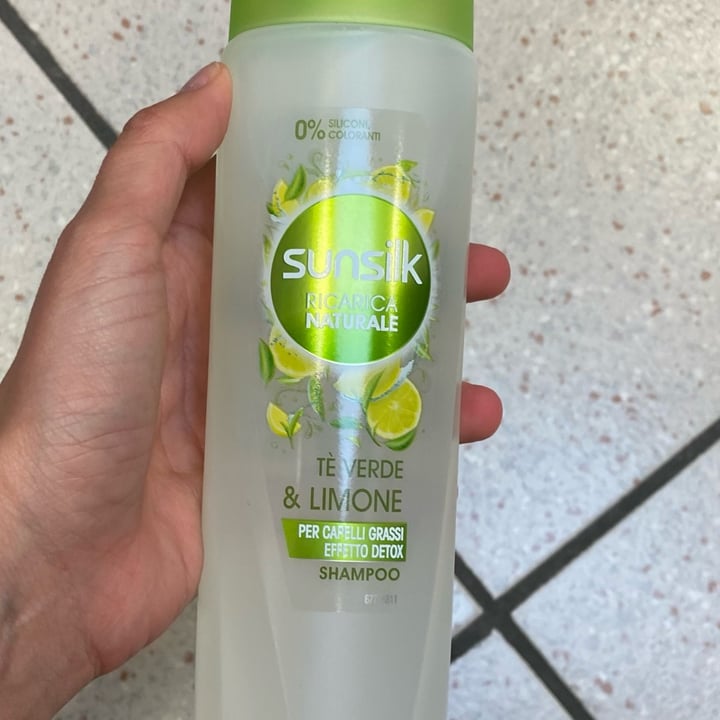 0% SILICONI,
COLORANTI
sunsilk
RICARICA
NATURALE
TÈ VERDE
& LIMONE
PER CAPELLI GRASSI
EFFETTO DETOX
SHAMPOO